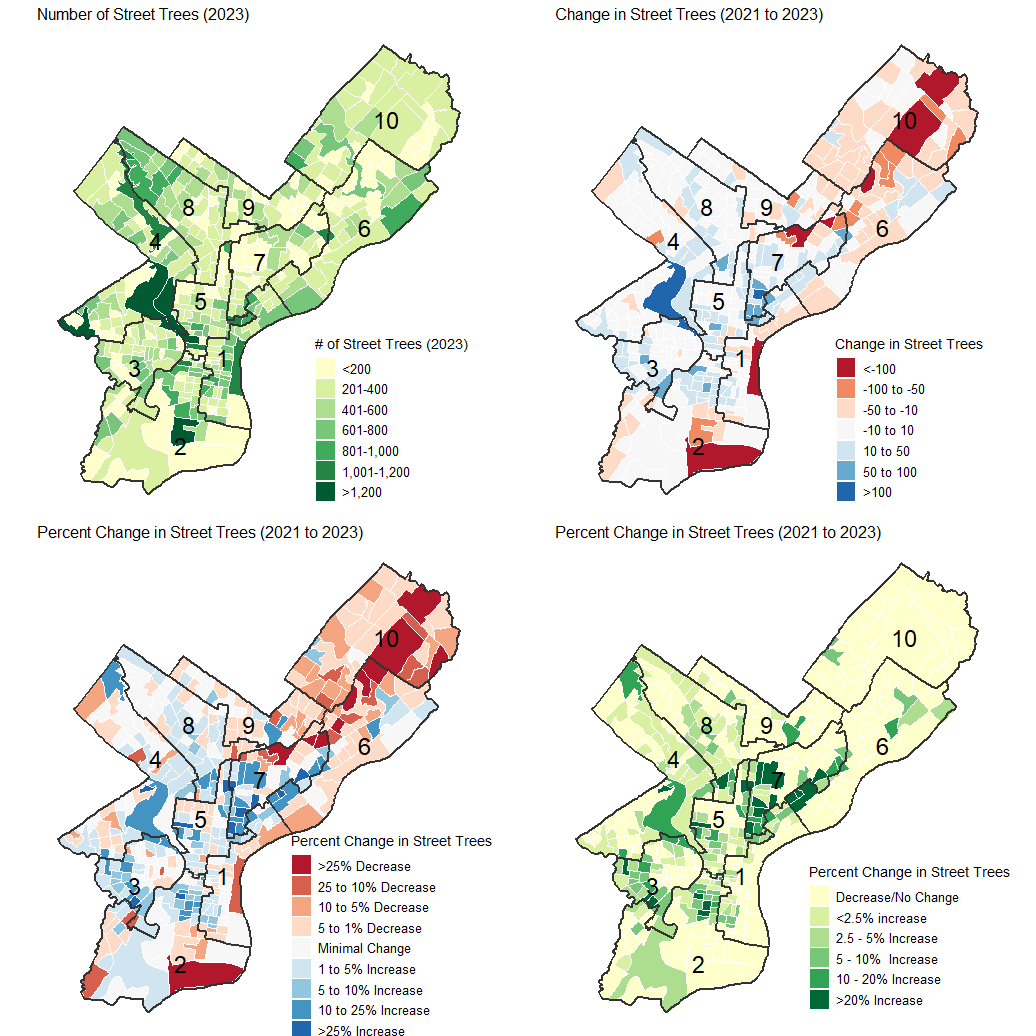 Number of Street Trees (2023)
Change in Street Trees (2021 to 2023)
10
8
9
6
4
7
5
3
1
2
# of Street Trees (2023)
<200
201-400
401-600
601-800
801-1,000
1,001-1,200
>1,200
10
8
9
6
4
7
5
3
1
2
Change in Street Trees
<-100
-100 to -50
-50 to -10
-10 to 10
10 to 50
50 to 100
>100
Percent Change in Street Trees (2021 to 2023)
Percent Change in Street Trees (2021 to 2023)
10
8
9
6
4
7
5
3
1
2
Percent Change in Street Trees
>25% Decrease
25 to 10% Decrease
10 to 5% Decrease
5 to 1% Decrease
Minimal Change
1 to 5% Increase
5 to 10% Increase
10 to 25% Increase
>25% Increase
10
8
9
6
4
7
5
3
1
2
Percent Change in Street Trees
Decrease/No Change
<2.5% increase
2.5 - 5% Increase
5 - 10%  Increase
10 - 20% Increase
>20% Increase